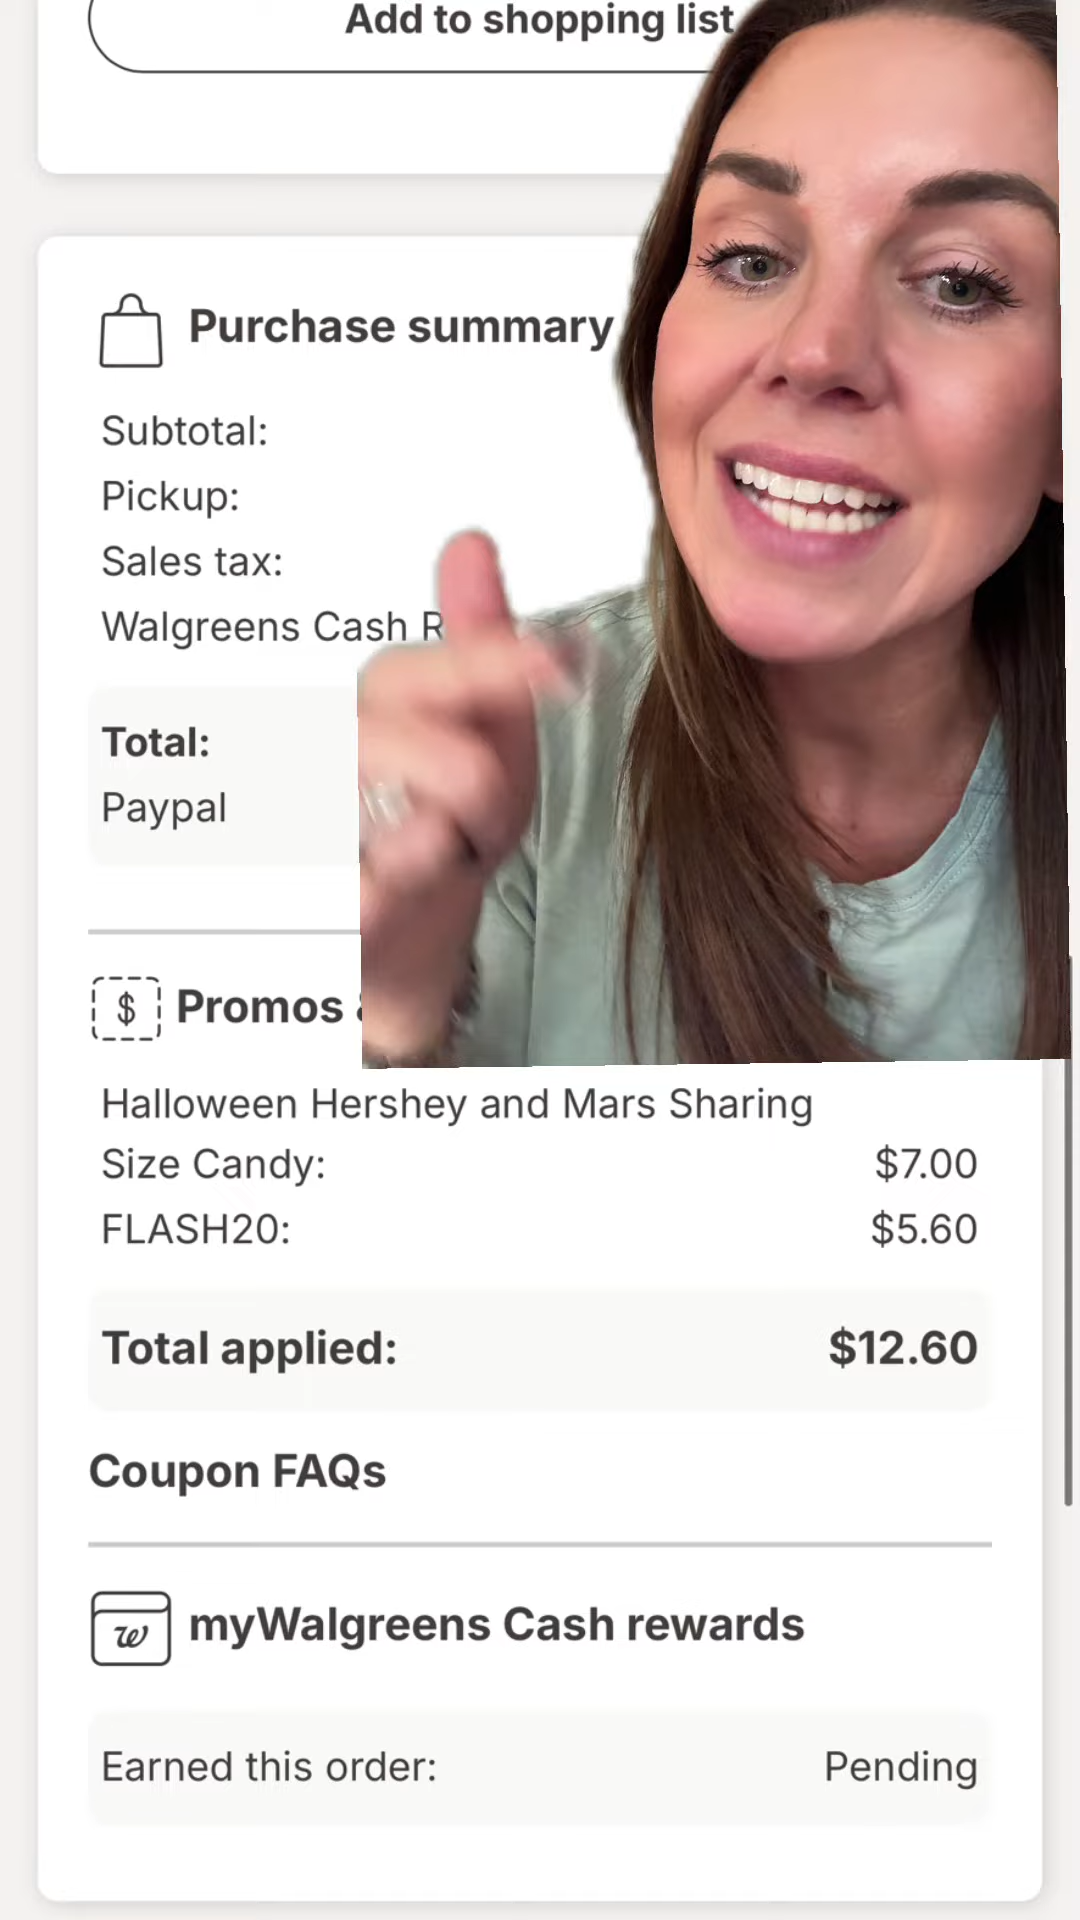 Add to shopping list
Purchase summary
Subtotal:
Pickup:
Sales tax:
Walgreens Cash
Total:
Paypal
$ Promos
Halloween Hershey and Mars Sharing
Size Candy: $7.00
FLASH20: $5.60
Total applied: $12.60
Coupon FAQs
w myWalgreens Cash rewards
Earned this order: Pending